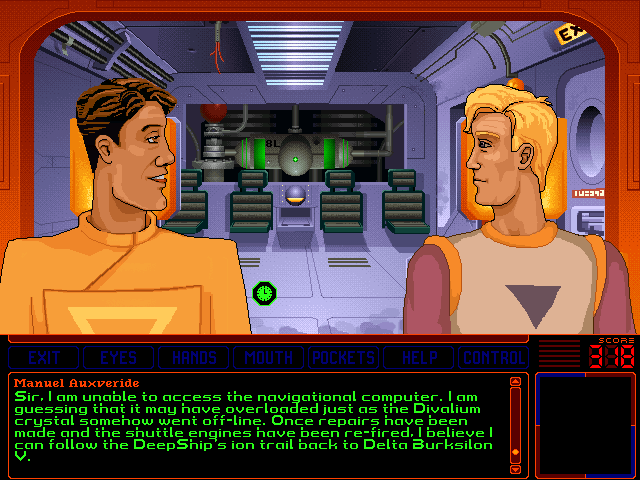 EX
8L
EXIT EYES HANDS MOUTH POCKETS HELP CONTROL
SCORE
318
Manuel Auxveride
Sir, I am unable to access the navigational computer. I am
guessing that it may have overloaded just as the Divalium
crystal somehow went off-line. Once repairs have been
made and the shuttle engines have been re-fired, I believe I
can follow the DeepShip's ion trail back to Delta Burksilon
V.